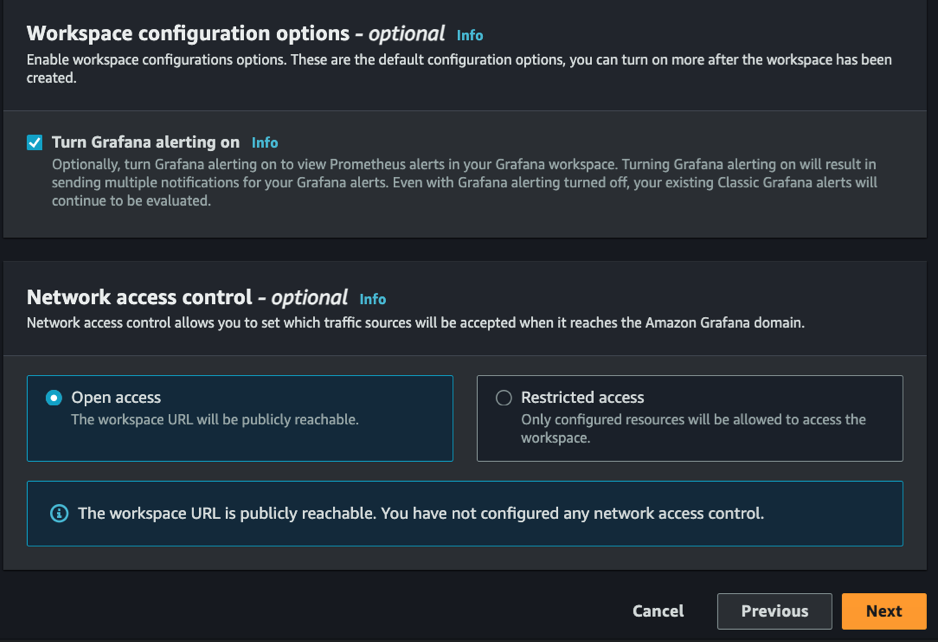 Workspace configuration options - optional Info
Enable workspace configurations options. These are the default configuration options, you can turn on more after the workspace has been
created.
Turn Grafana alerting on Info
Optionally, turn Grafana alerting on to view Prometheus alerts in your Grafana workspace. Turning Grafana alerting on will result in
sending multiple notifications for your Grafana alerts. Even with Grafana alerting turned off, your existing Classic Grafana alerts will
continue to be evaluated.
Network access control - optional Info
Network access control allows you to set which traffic sources will be accepted when it reaches the Amazon Grafana domain.
Open access
The workspace URL will be publicly reachable.
Restricted access
Only configured resources will be allowed to access the
workspace.
The workspace URL is publicly reachable. You have not configured any network access control.
Cancel Previous Next